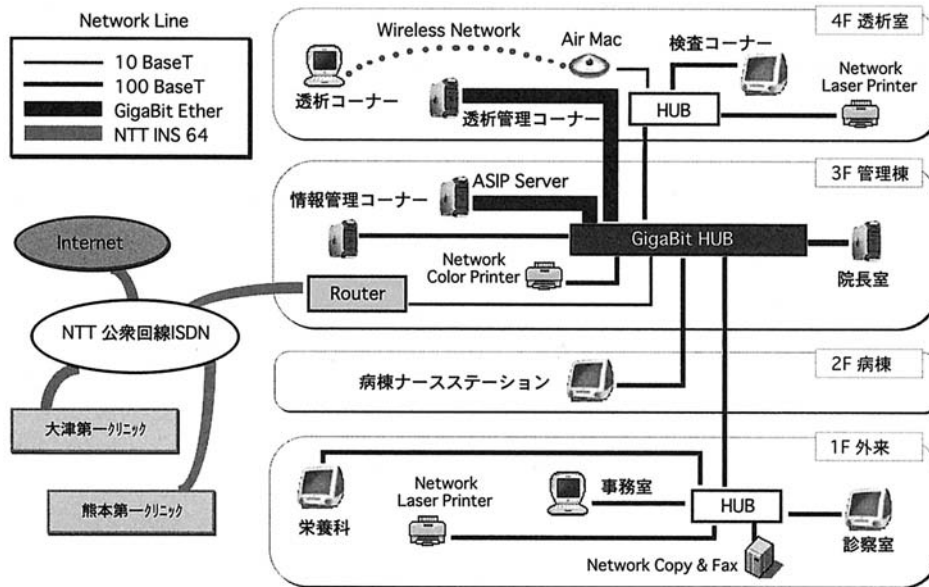 Network Line
10 BaseT
100 BaseT
GigaBit Ether
NTT INS 64
4F 透析室
Wireless Network
Air Mac
検査コーナー
Network
Laser Printer
透析コーナー
透析管理コーナー
HUB
3F 管理棟
ASIP Server
情報管理コーナー
GigaBit HUB
Network
Color Printer
院長室
Router
Internet
NTT 公衆回線ISDN
大津第一クリニック
熊本第一クリニック
2F 病棟
病棟ナースステーション
1F 外来
Network
Laser Printer
事務室
HUB
栄養科
診察室
Network Copy & Fax